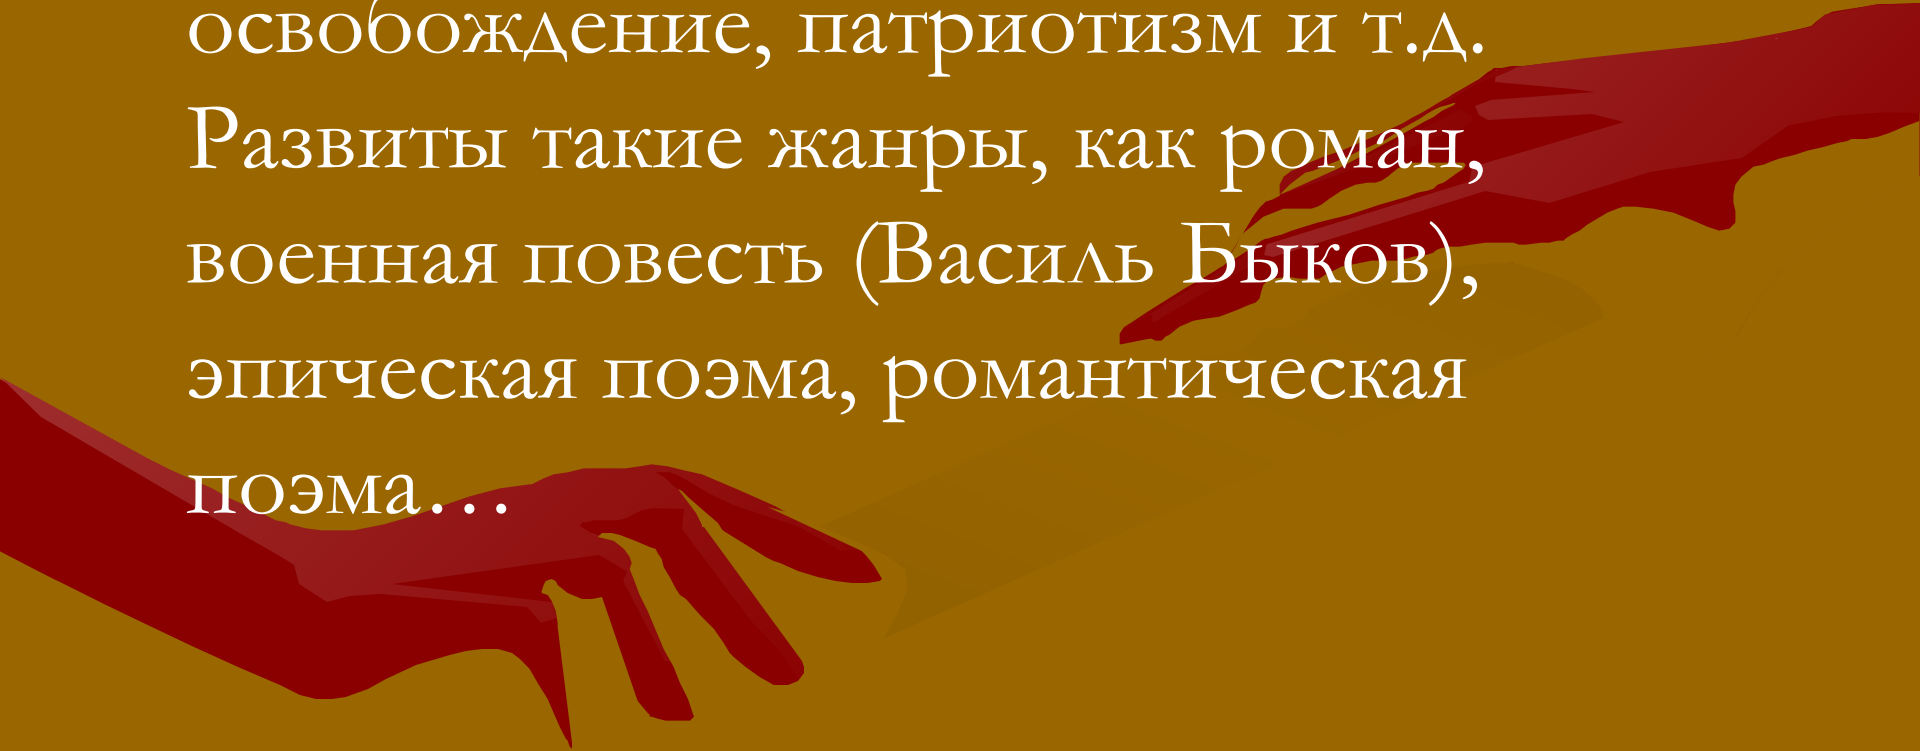 освобождение, патриотизм и т.д.
Развиты такие жанры, как роман,
военная повесть (Василь Быков),
эпическая поэма, романтическая
поэма…